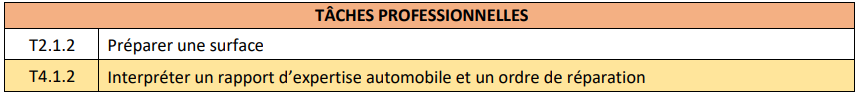 TÂCHES PROFESSIONNELLES
T2.1.2 Préparer une surface
T4.1.2 Interpréter un rapport d’expertise automobile et un ordre de réparation